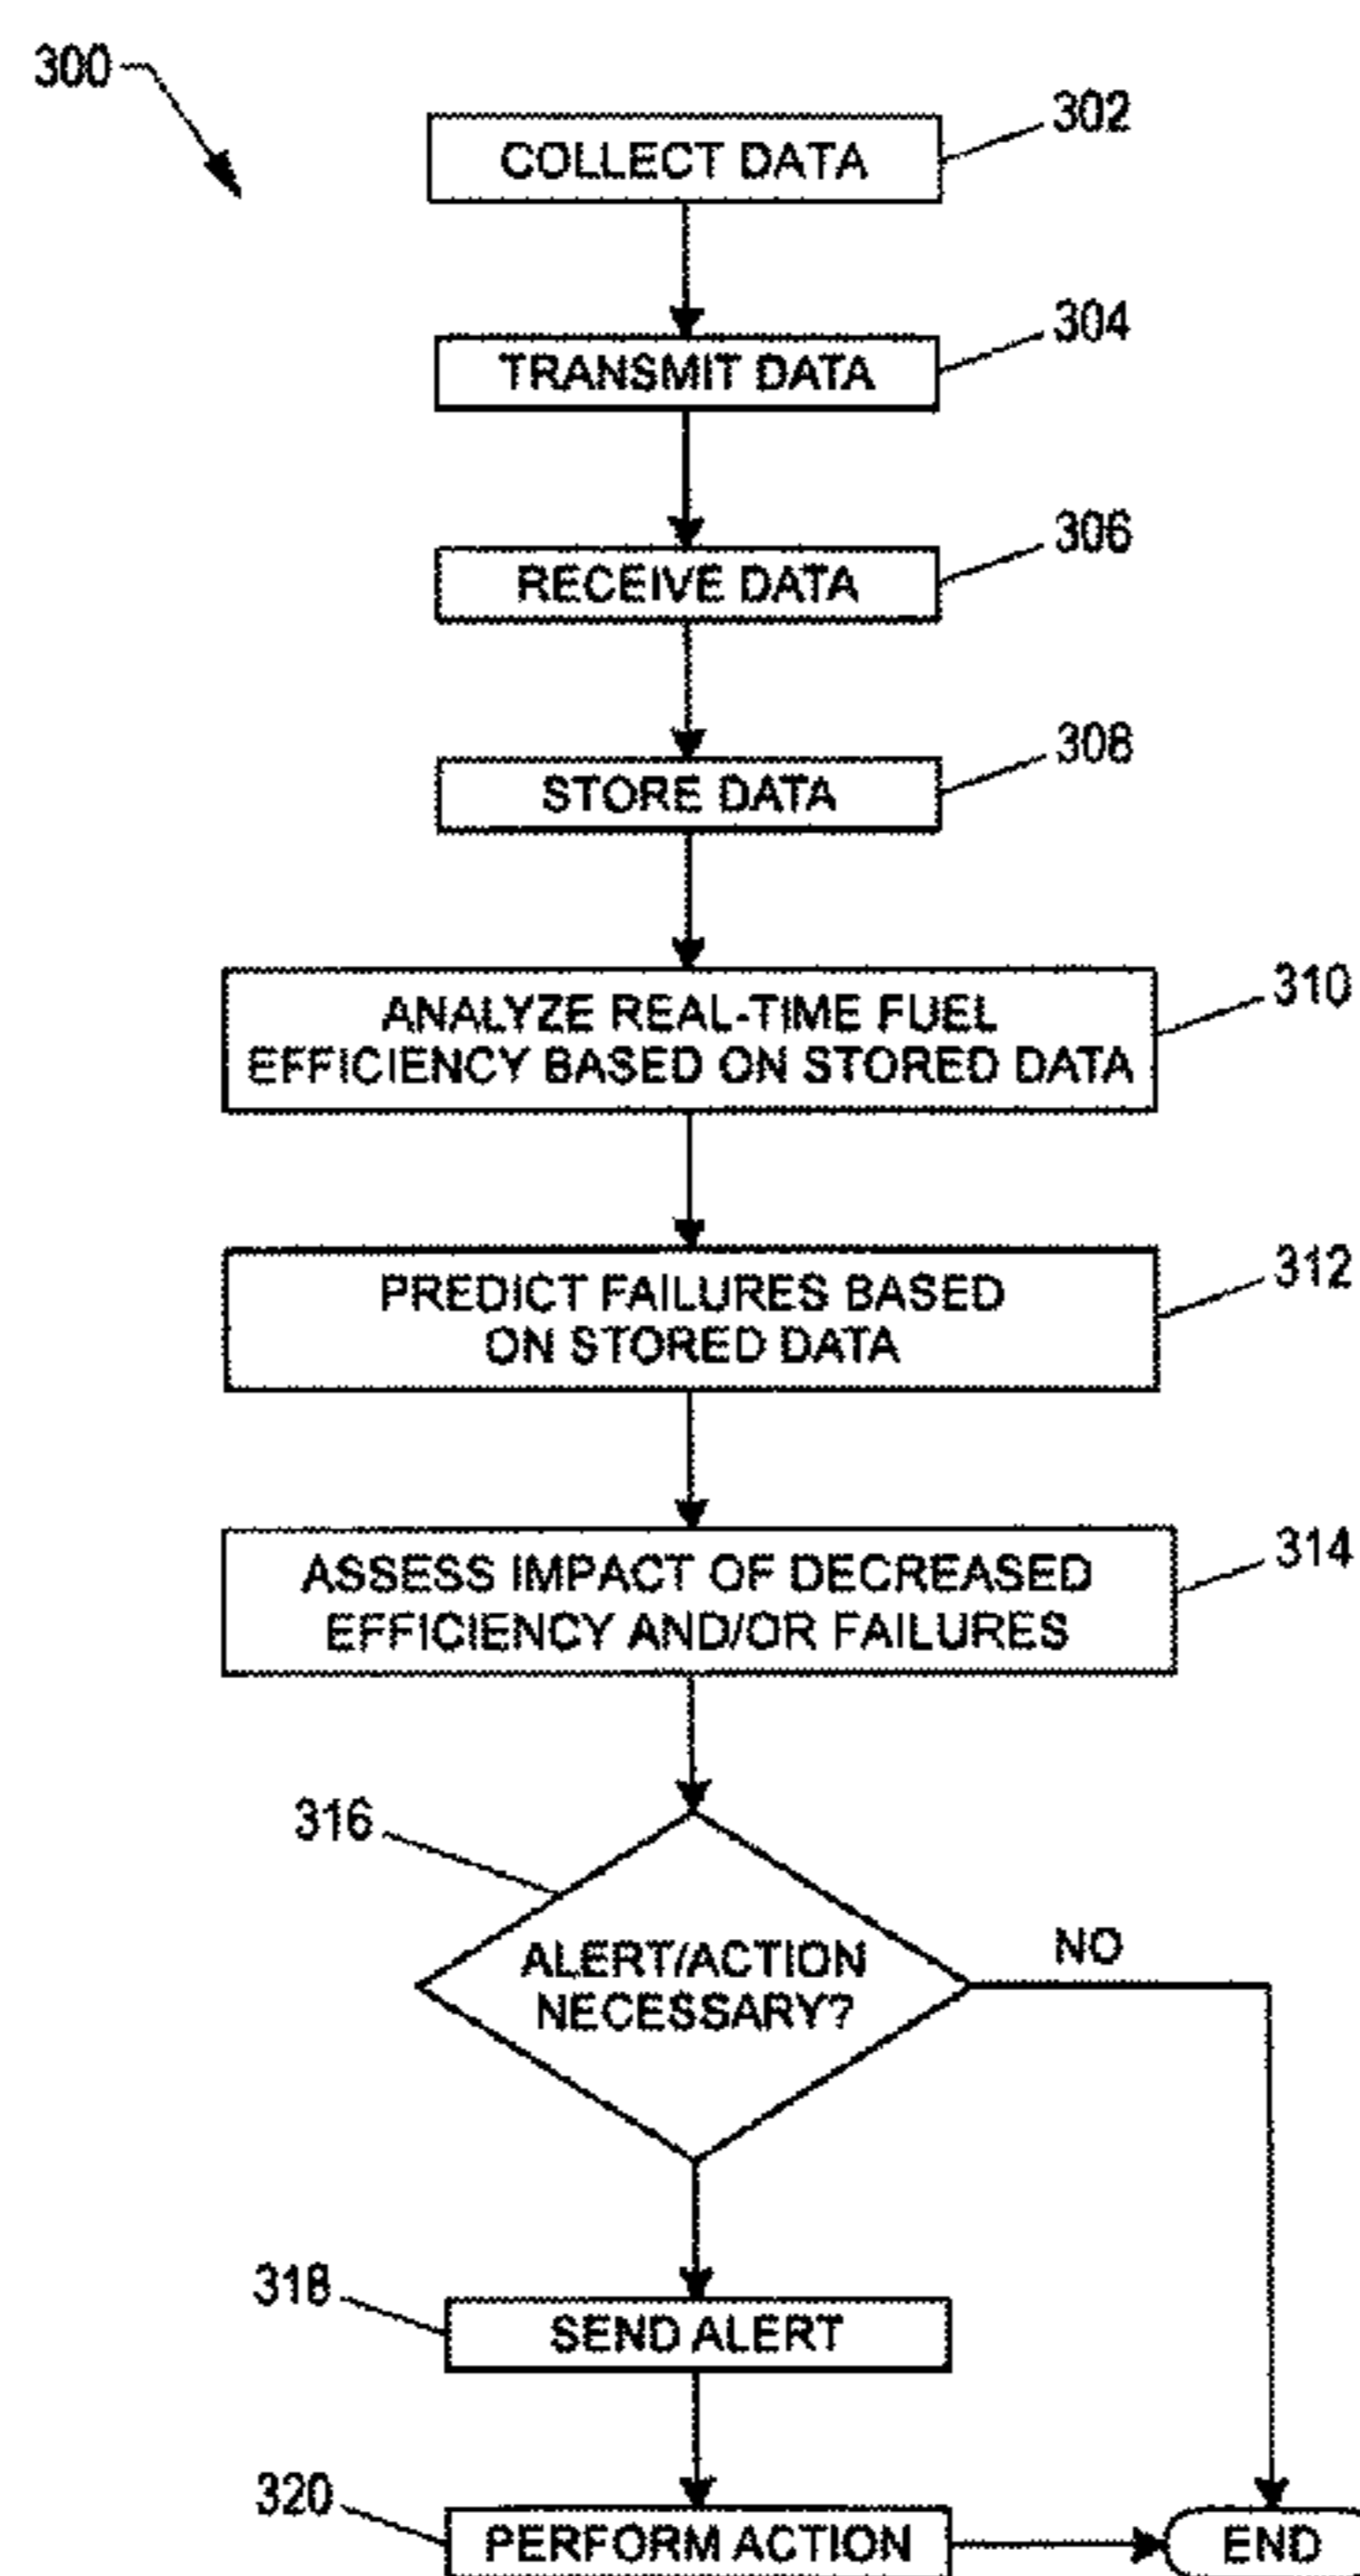 300
302
COLLECT DATA
304
TRANSMIT DATA
306
RECEIVE DATA
308
STORE DATA
310
ANALYZE REAL-TIME FUEL
EFFICIENCY BASED ON STORED DATA
312
PREDICT FAILURES BASED
ON STORED DATA
314
ASSESS IMPACT OF DECREASED
EFFICIENCY AND/OR FAILURES
316
ALERT/ACTION
NECESSARY?
NO
318
SEND ALERT
320
PERFORM ACTION
END